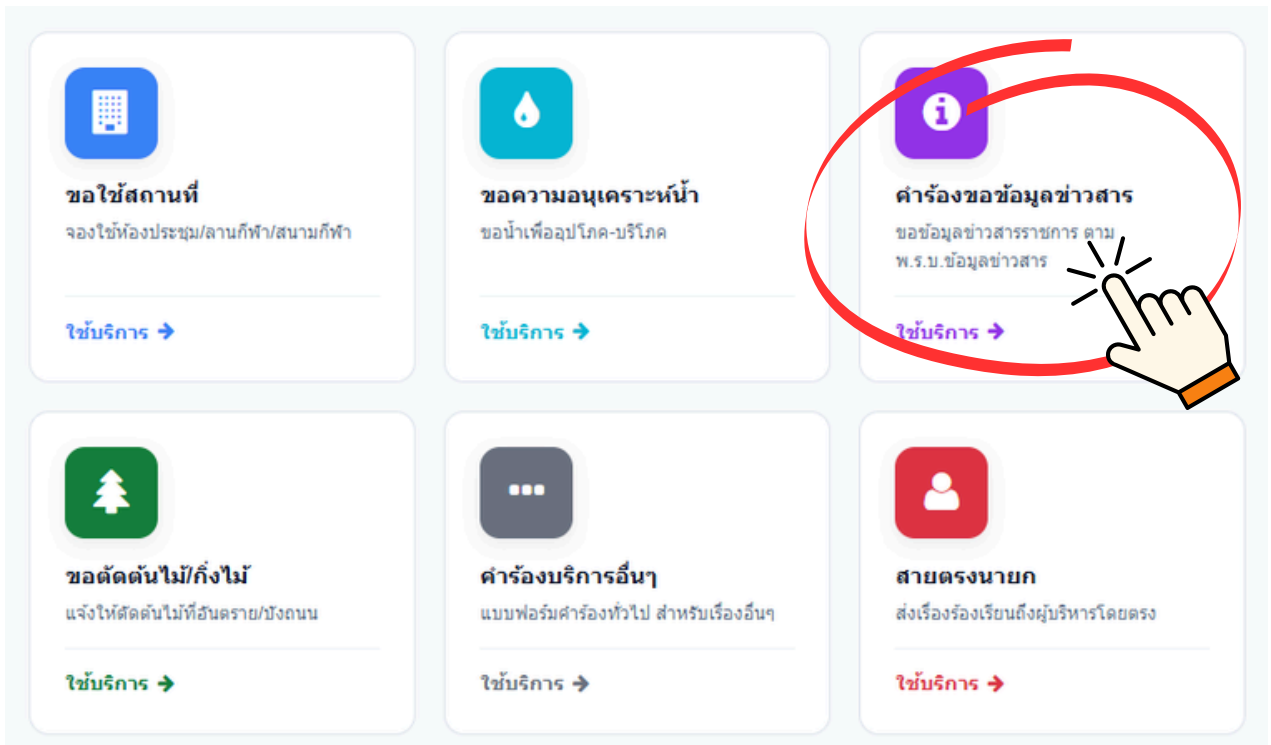 ขอใช้สถานที่
จองใช้ห้องประชุม/ลานกีฬา/สนามกีฬา
ใช้บริการ →
ขอความอนุเคราะห์น้ำ
ขอน้ำเพื่ออุปโภค-บริโภค
ใช้บริการ →
คำร้องขอข้อมูลข่าวสาร
ขอข้อมูลข่าวสารราชการ ตาม
พ.ร.บ.ข้อมูลข่าวสาร
ใช้บริการ →
ขอตัดต้นไม้/กิ่งไม้
แจ้งให้ตัดต้นไม้ที่อันตราย/บังถนน
ใช้บริการ →
คำร้องบริการอื่นๆ
แบบฟอร์มคำร้องทั่วไป สำหรับเรื่องอื่นๆ
ใช้บริการ →
สายตรงนายก
ส่งเรื่องร้องเรียนถึงผู้บริหารโดยตรง
ใช้บริการ →